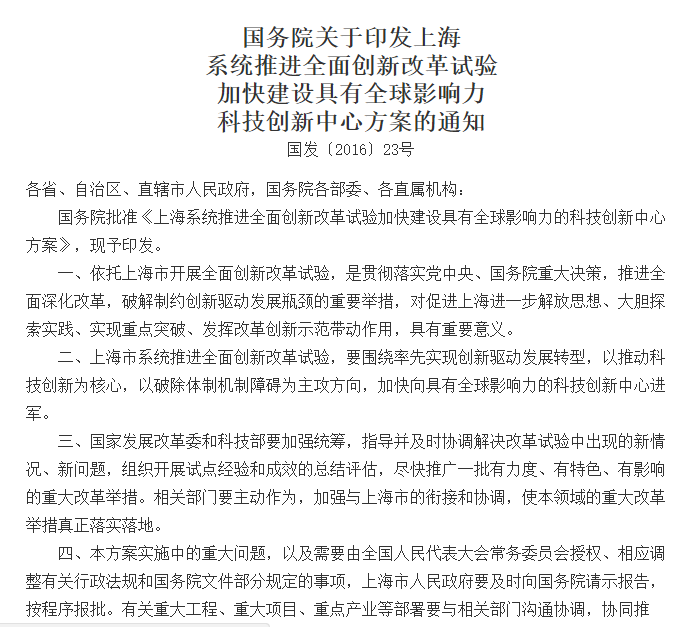 国务院关于印发上海
系统推进全面创新改革试验
加快建设具有全球影响力
科技创新中心方案的通知
国发〔2016〕23号
各省、自治区、直辖市人民政府，国务院各部委、各直属机构：
国务院批准《上海系统推进全面创新改革试验加快建设具有全球影响力的科技创新中心
方案》，现予印发。
一、依托上海市开展全面创新改革试验，是贯彻落实党中央、国务院重大决策，推进全
面深化改革，破解制约创新驱动发展瓶颈的重要举措，对促进上海进一步解放思想、大胆探
索实践、实现重点突破、发挥改革创新示范带动作用，具有重要意义。
二、上海市系统推进全面创新改革试验，要围绕率先实现创新驱动发展转型，以推动科
技创新为核心，以破除体制机制障碍为主攻方向，加快向具有全球影响力的科技创新中心进
军。
三、国家发展改革委和科技部要加强统筹，指导并及时协调解决改革试验中出现的新情
况、新问题，组织开展试点经验和成效的总结评估，尽快推广一批有力度、有特色、有影响
的重大改革举措。相关部门要主动作为，加强与上海市的衔接和协调，使本领域的重大改革
举措真正落实落地。
四、本方案实施中的重大问题，以及需要由全国人民代表大会常务委员会授权、相应调
整有关行政法规和国务院文件部分规定的事项，上海市人民政府要及时向国务院请示报告，
按程序报批。有关重大工程、重大项目、重点产业等部署要与相关部门沟通协调，协同推